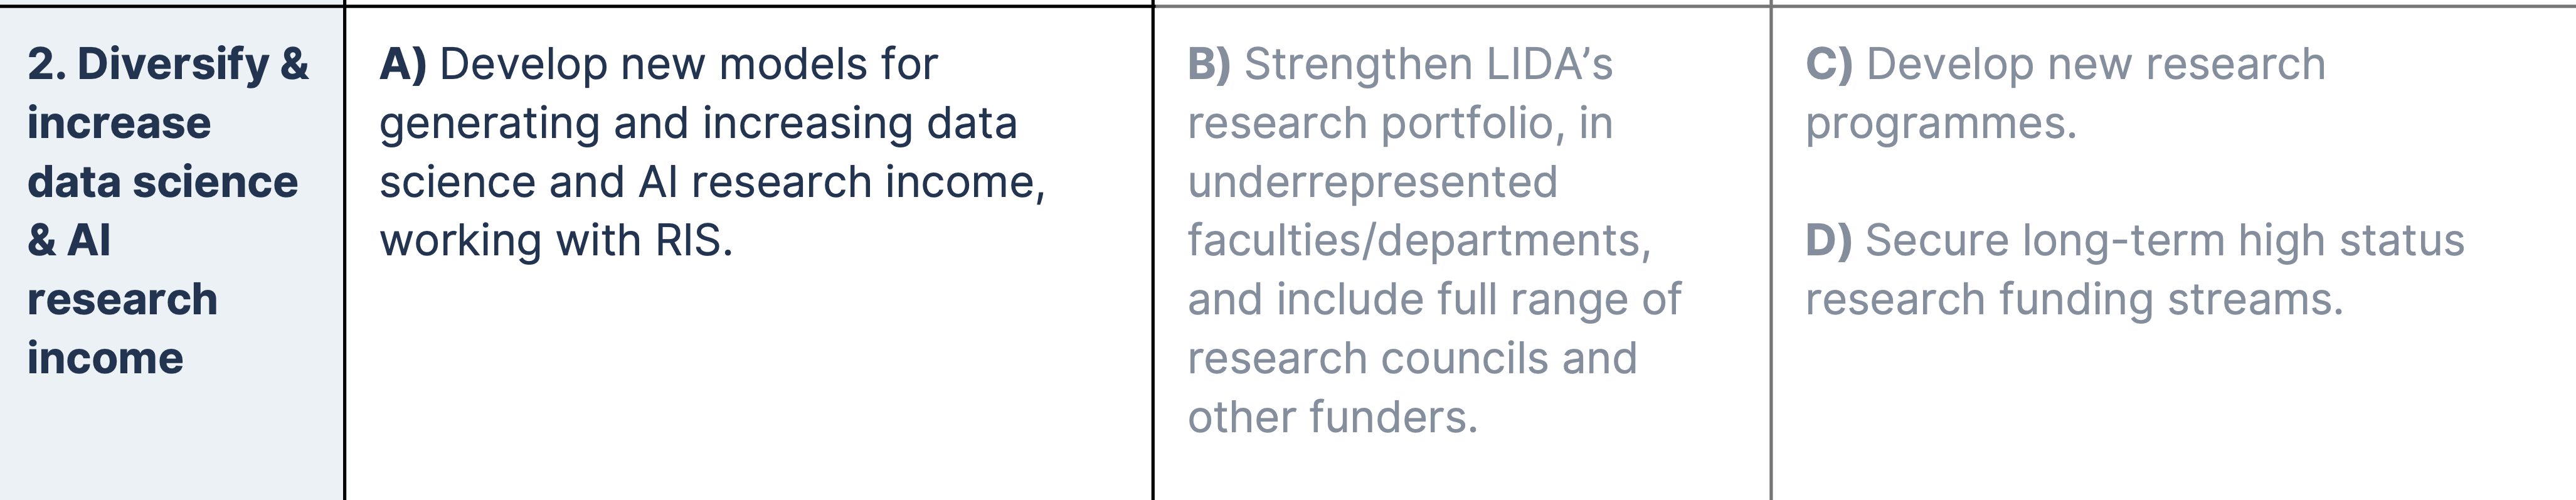 2. Diversify &
increase
data science
& AI
research
income
A) Develop new models for
generating and increasing data
science and AI research income,
working with RIS.
B) Strengthen LIDA’s
research portfolio, in
underrepresented
faculties/departments,
and include full range of
research councils and
other funders.
C) Develop new research
programmes.
D) Secure long-term high status
research funding streams.